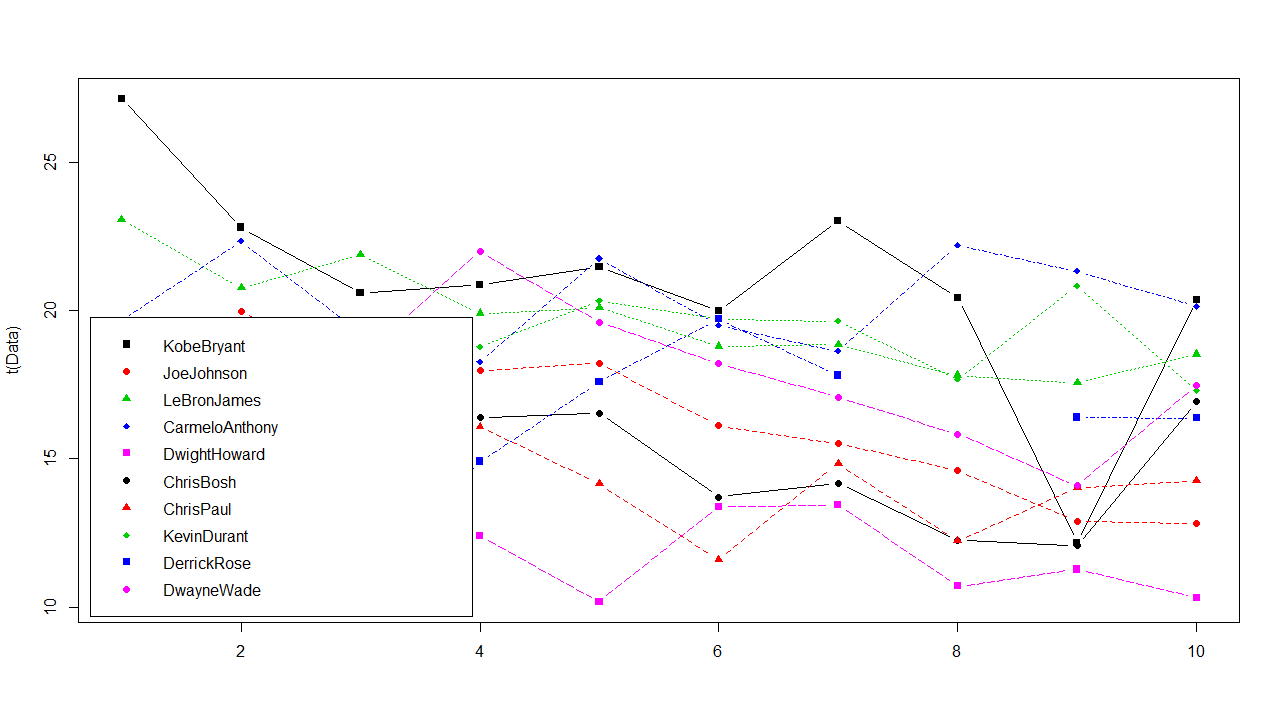 25
20
15
10
t(Data)
KobeBryant
JoeJohnson
LeBronJames
CarmeloAnthony
DwightHoward
ChrisBosh
ChrisPaul
KevinDurant
DerrickRose
DwayneWade
2 4 6 8 10